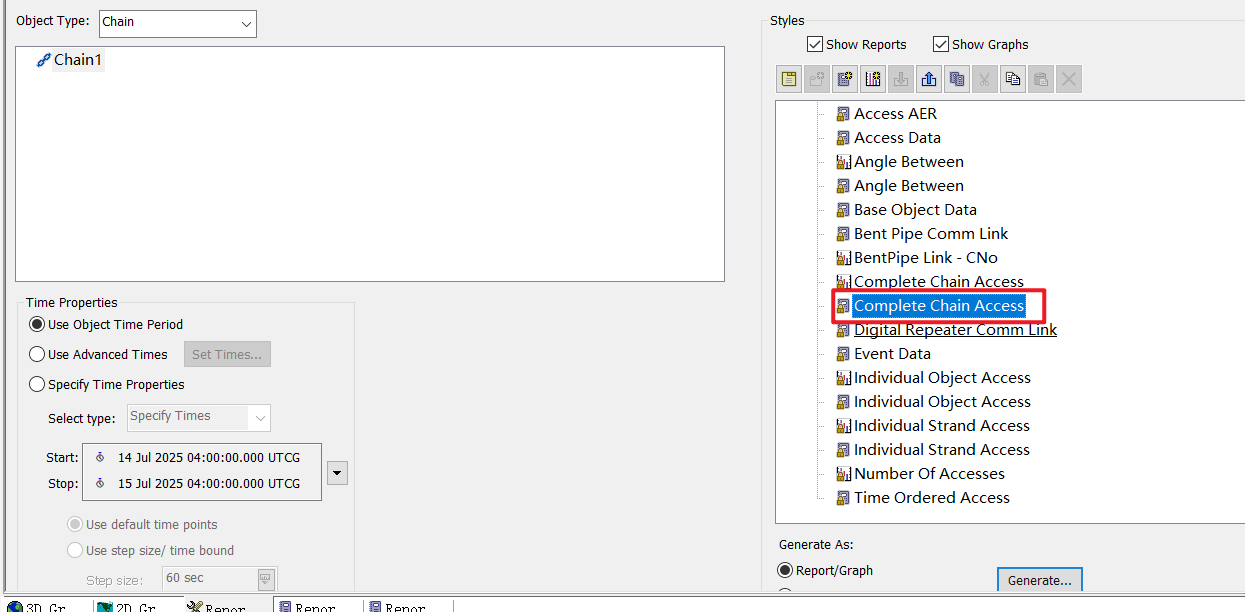 Object Type:
Chain
Chain1
Time Properties
Use Object Time Period
Use Advanced Times
Set Times...
Specify Time Properties
Select type:
Specify Times
Start:
14 Jul 2025 04:00:00.000 UTCG
Stop:
15 Jul 2025 04:00:00.000 UTCG
Use default time points
Use step size/ time bound
Step size:
60 sec
Styles
Show Reports
Show Graphs
Access AER
Access Data
Angle Between
Angle Between
Base Object Data
Bent Pipe Comm Link
BentPipe Link - CNo
Complete Chain Access
Complete Chain Access
Digital Repeater Comm Link
Event Data
Individual Object Access
Individual Object Access
Individual Strand Access
Individual Strand Access
Number Of Accesses
Time Ordered Access
Generate As:
Report/Graph
Generate...
3D Gr
2D Gr
Repor
Repor
Repor